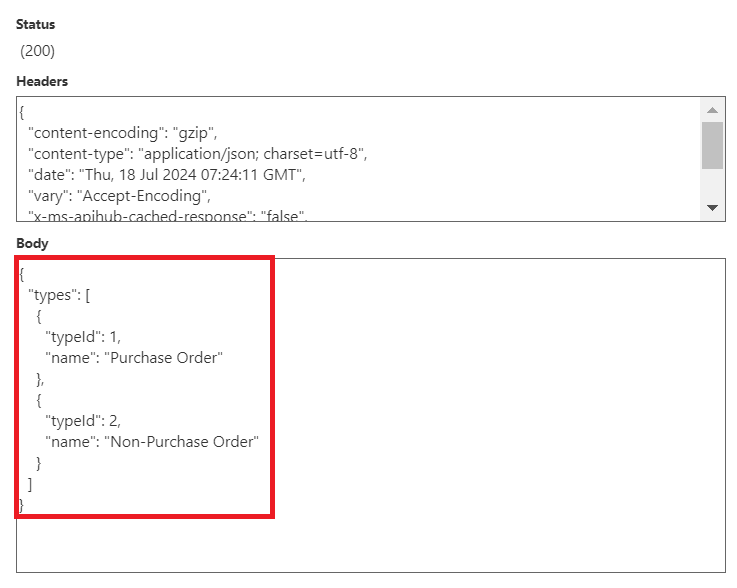 Status
(200)
Headers
{
"content-encoding": "gzip",
"content-type": "application/json; charset=utf-8",
"date": "Thu, 18 Jul 2024 07:24:11 GMT",
"vary": "Accept-Encoding",
"x-ms-apihub-cached-response": "false",
Body
{
"types": [
{
"typeId": 1,
"name": "Purchase Order"
},
{
"typeId": 2,
"name": "Non-Purchase Order"
}
]
}